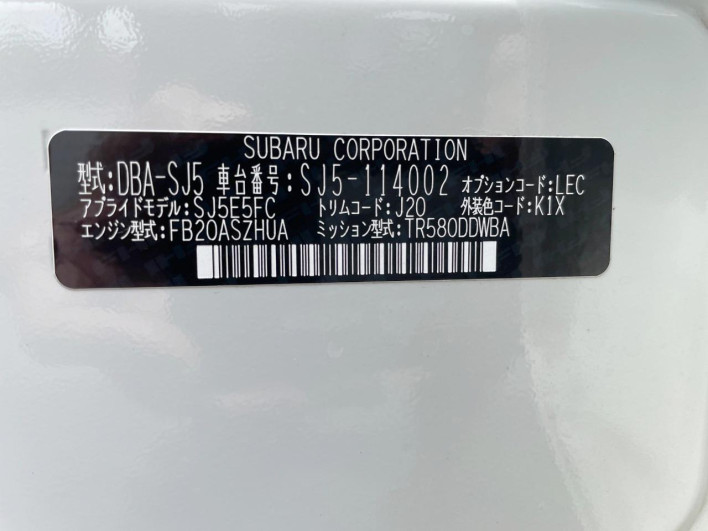 SUBARU CORPORATION
型式:DBA-SJ5 車台番号:SJ5-114002 オプションコード:LEC
アプライドモデル:SJ5E5FC トリムコード:J20 外装色コード:K1X
エンジン型式:FB20ASZHUA ミッション型式:TR580DDWBA